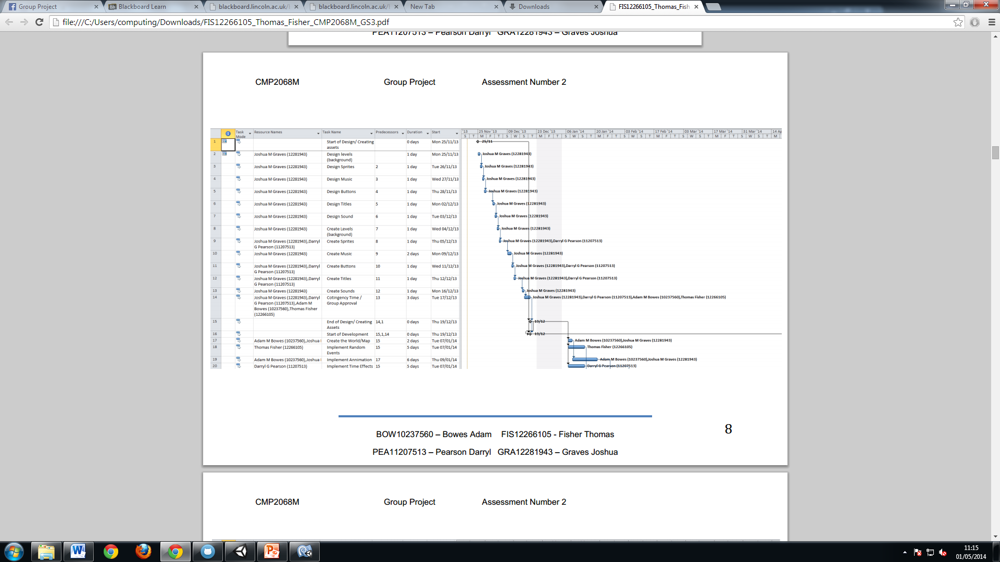 Group Project
Blackboard Learn
blackboard.lincoln.ac.uk/
blackboard.lincoln.ac.uk/
New Tab
Downloads
FIS12266105_Thomas_Fish
file:///C:/Users/computing/Downloads/FIS12266105_Thomas_Fisher_CMP2068M_GS3.pdf
PEA11207513 – Pearson Darryl GRA12281943 – Graves Joshua
CMP2068M Group Project Assessment Number 2
Task Mode Resource Names Task Name Predecessors Duration Start
'13 25 Nov '13 09 Dec '13 23 Dec '13 06 Jan '14 20 Jan '14 03 Feb '14 17 Feb '14 03 Mar '14 17 Mar '14 31 Mar '14 14 Ap
S T M F T S W S T M F T S W S T M F T S W S T M F T S W S T M F T S W S T M
1 Start of Design/ Creating assets 0 days Mon 25/11/13 25/11
2 Joshua M Graves (12281943) Design levels (background) 1 day Mon 25/11/13 Joshua M Graves (12281943)
3 Joshua M Graves (12281943) Design Sprites 2 1 day Tue 26/11/13 Joshua M Graves (12281943)
4 Joshua M Graves (12281943) Design Music 3 1 day Wed 27/11/13 Joshua M Graves (12281943)
5 Joshua M Graves (12281943) Design Buttons 4 1 day Thu 28/11/13 Joshua M Graves (12281943)
6 Joshua M Graves (12281943) Design Titles 5 1 day Mon 02/12/13 Joshua M Graves (12281943)
7 Joshua M Graves (12281943) Design Sound 6 1 day Tue 03/12/13 Joshua M Graves (12281943)
8 Joshua M Graves (12281943) Create Levels (background) 7 1 day Wed 04/12/13 Joshua M Graves (12281943)
9 Joshua M Graves (12281943),Darryl G Pearson (11207513) Create Sprites 8 1 day Thu 05/12/13 Joshua M Graves (12281943),Darryl G Pearson (11207513)
10 Joshua M Graves (12281943) Create Music 9 2 days Mon 09/12/13 Joshua M Graves (12281943)
11 Joshua M Graves (12281943),Darryl G Pearson (11207513) Create Buttons 10 1 day Wed 11/12/13 Joshua M Graves (12281943),Darryl G Pearson (11207513)
12 Joshua M Graves (12281943),Darryl G Pearson (11207513) Create Titles 11 1 day Thu 12/12/13 Joshua M Graves (12281943),Darryl G Pearson (11207513)
13 Joshua M Graves (12281943) Create Sounds 12 1 day Mon 16/12/13 Joshua M Graves (12281943)
14 Joshua M Graves (12281943),Darryl G Pearson (11207513),Adam M Bowes (10237560),Thomas Fisher (12266105) Cotingency Time / Group Approval 13 3 days Tue 17/12/13 Joshua M Graves (12281943),Darryl G Pearson (11207513),Adam M Bowes (10237560),Thomas Fisher (12266105)
15 End of Design/ Creating Assets 14,1 0 days Thu 19/12/13 19/12
16 Start of Development 15,1,14 0 days Thu 19/12/13 19/12
17 Adam M Bowes (10237560),Joshua Create the World/Map 15 2 days Tue 07/01/14 Adam M Bowes (10237560),Joshua M Graves (12281943)
18 Thomas Fisher (12266105) Implement Random Events 15 5 days Tue 07/01/14 Thomas Fisher (12266105)
19 Adam M Bowes (10237560),Joshua Implement Annimation 17 6 days Thu 09/01/14 Adam M Bowes (10237560),Joshua M Graves (12281943)
20 Darryl G Pearson (11207513) Implement Time Effects 15 5 days Tue 07/01/14 Darryl G Pearson (11207513)
BOW10237560 – Bowes Adam FIS12266105 - Fisher Thomas
8
PEA11207513 – Pearson Darryl GRA12281943 – Graves Joshua
CMP2068M Group Project Assessment Number 2
11:15
01/05/2014